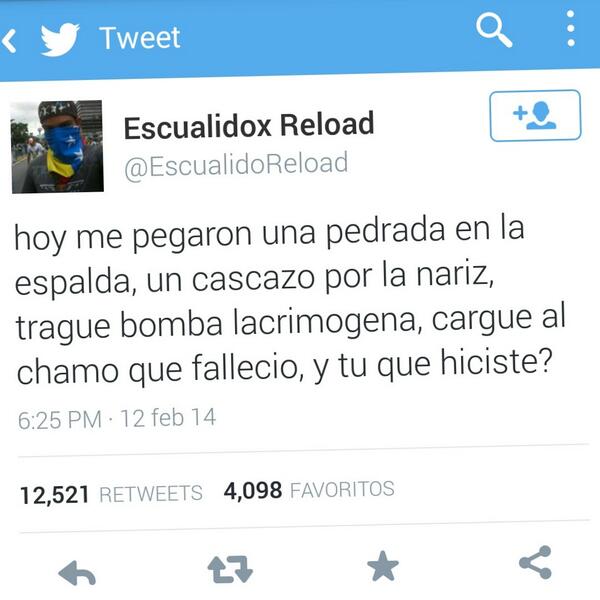 Tweet
Escualidox Reload
@EscualidoReload
hoy me pegaron una pedrada en la
espalda, un cascazo por la nariz,
trague bomba lacrimogena, cargue al
chamo que fallecio, y tu que hiciste?
6:25 PM · 12 feb 14
12,521 RETWEETS 4,098 FAVORITOS